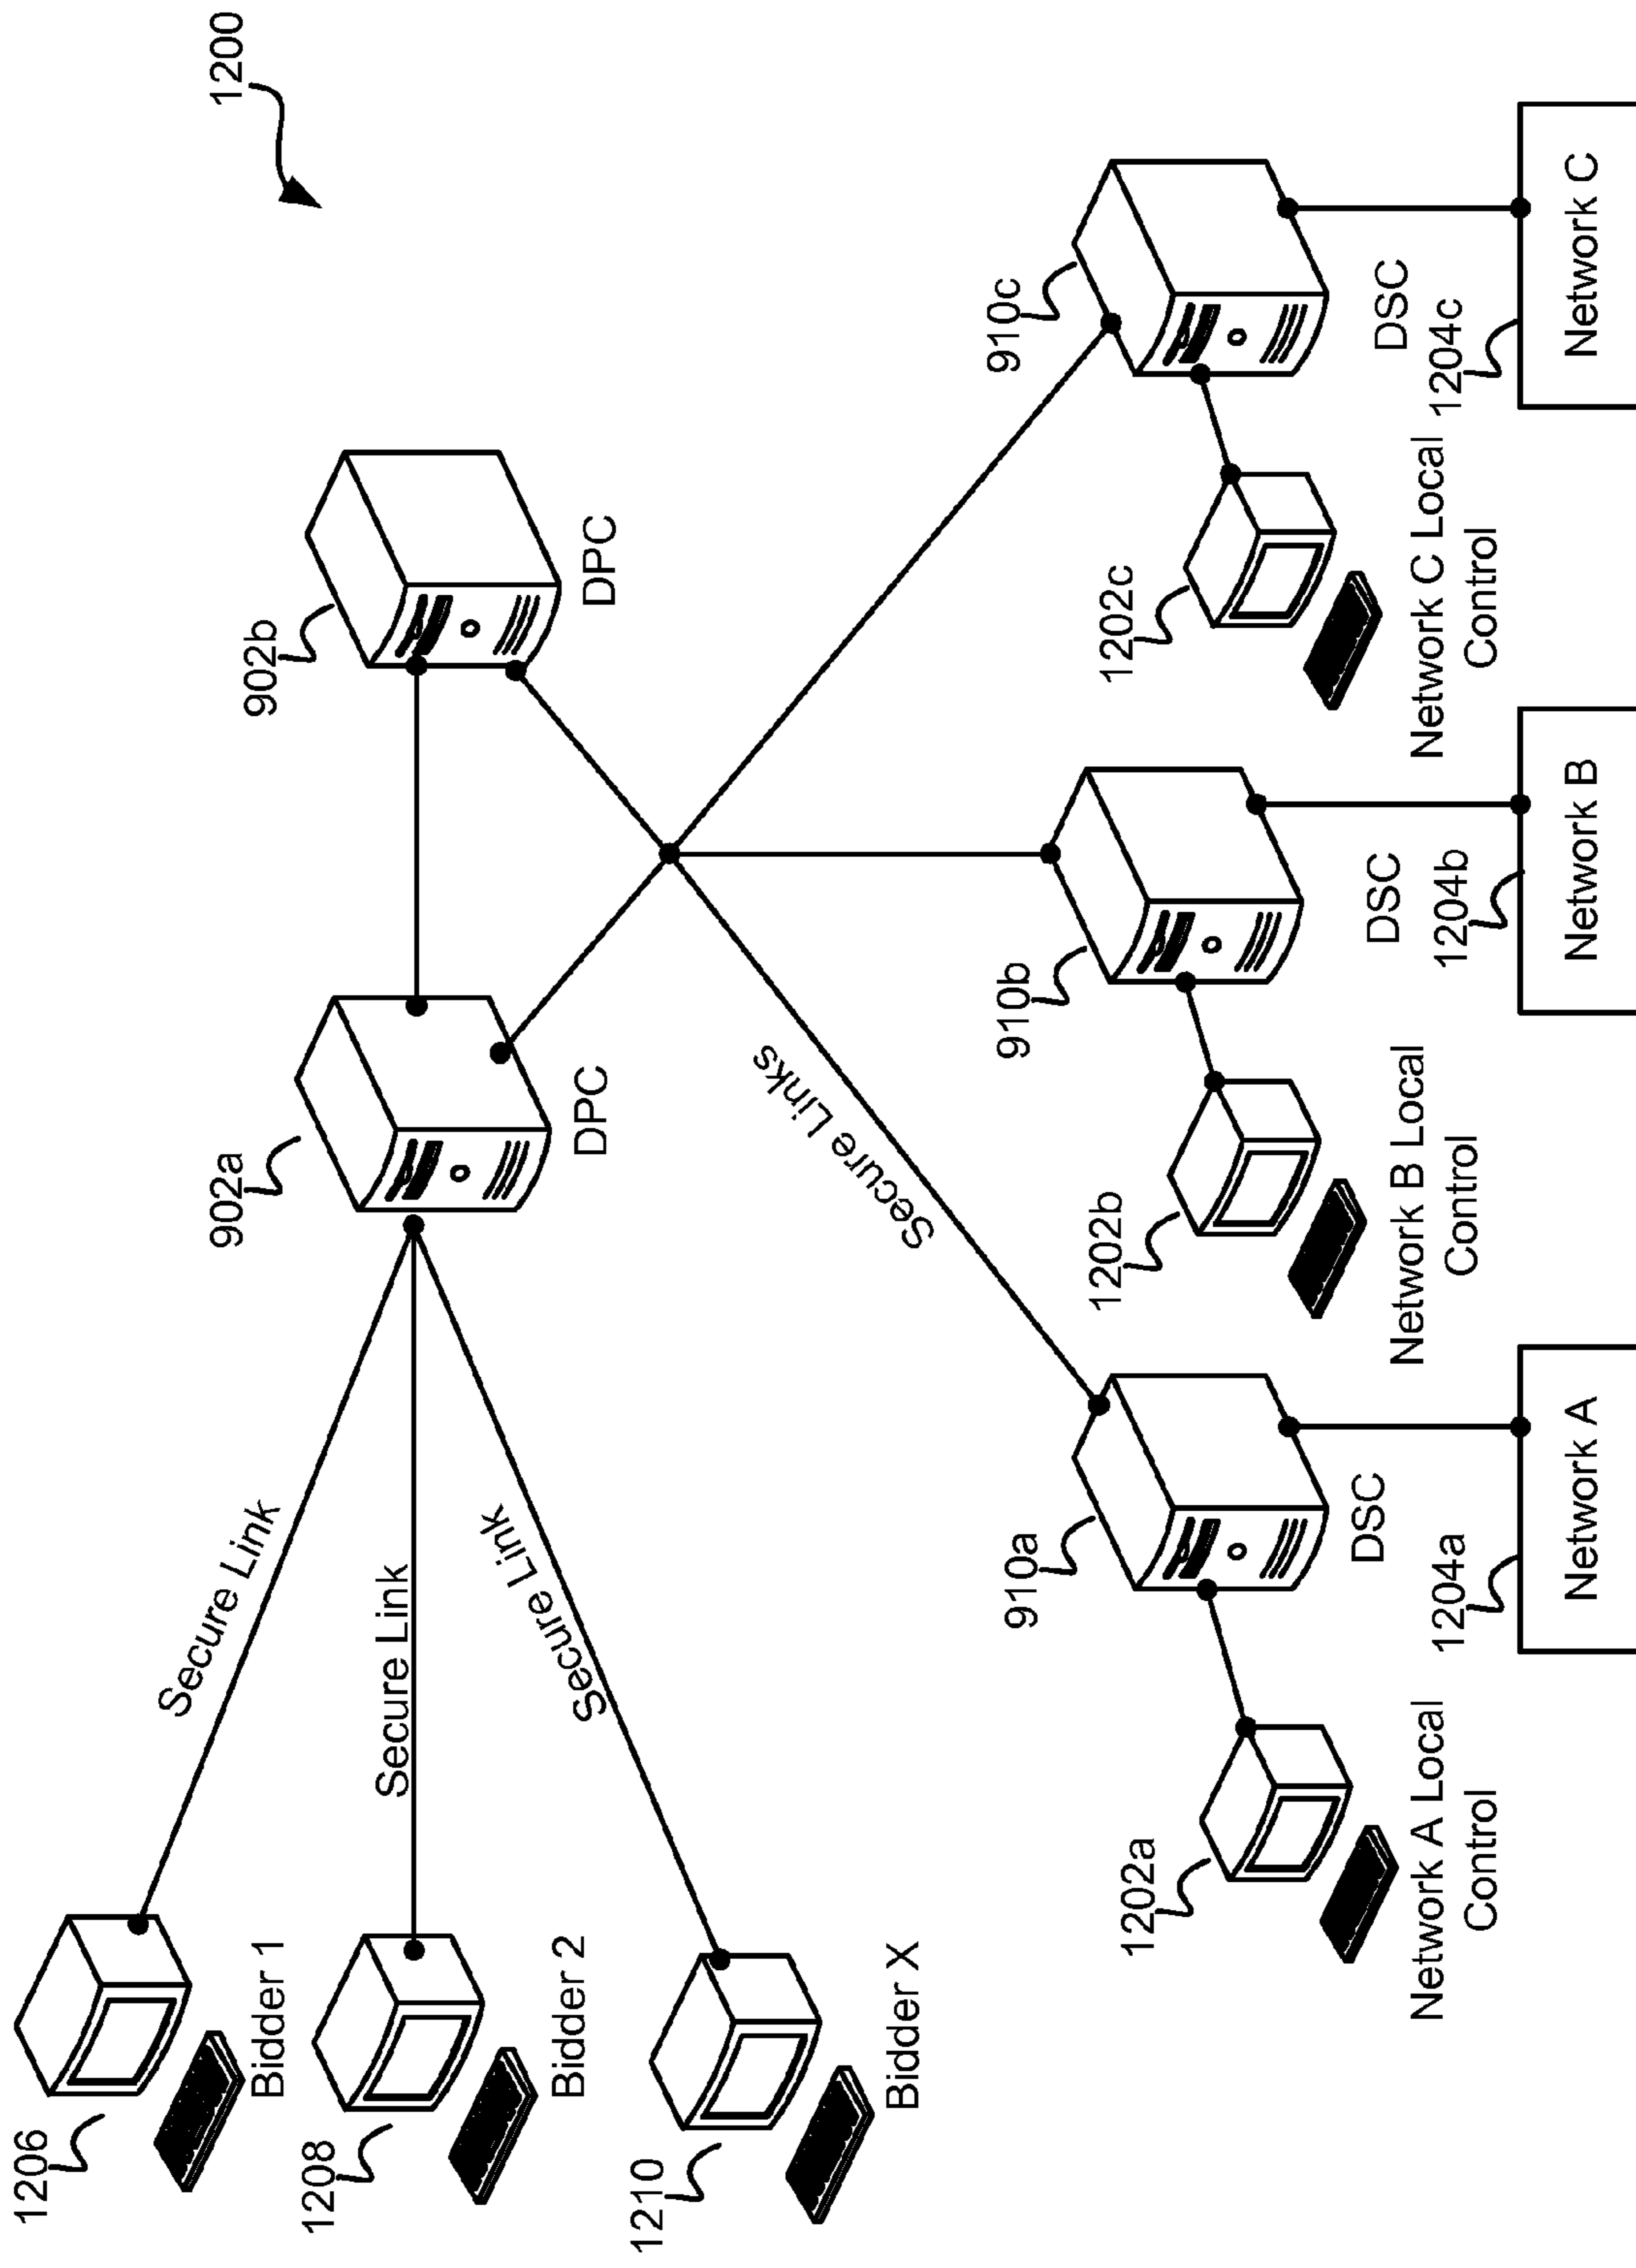 1200
1206
Bidder 1
1208
Bidder 2
1210
Bidder X
Secure Link
Secure Link
Secure Link
902a
DPC
902b
DPC
Secure Links
1202a
Network A Local
Control
910a
DSC
1204a
Network A
1202b
Network B Local
Control
910b
DSC
1204b
Network B
1202c
Network C Local
Control
910c
DSC
1204c
Network C